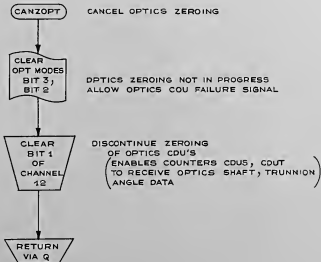 CANZOPT
CANCEL OPTICS ZEROING
CLEAR
OPT MODES
BIT 3,
BIT 2
OPTICS ZEROING NOT IN PROGRESS
ALLOW OPTICS COU FAILURE SIGNAL
CLEAR
BIT 1
OF
CHANNEL
12
DISCONTINUE ZEROING
OF OPTICS CDU'S
(ENABLES COUNTERS CDUS, CDUT
TO RECEIVE OPTICS SHAFT, TRUNNION
ANGLE DATA)
RETURN
VIA Q